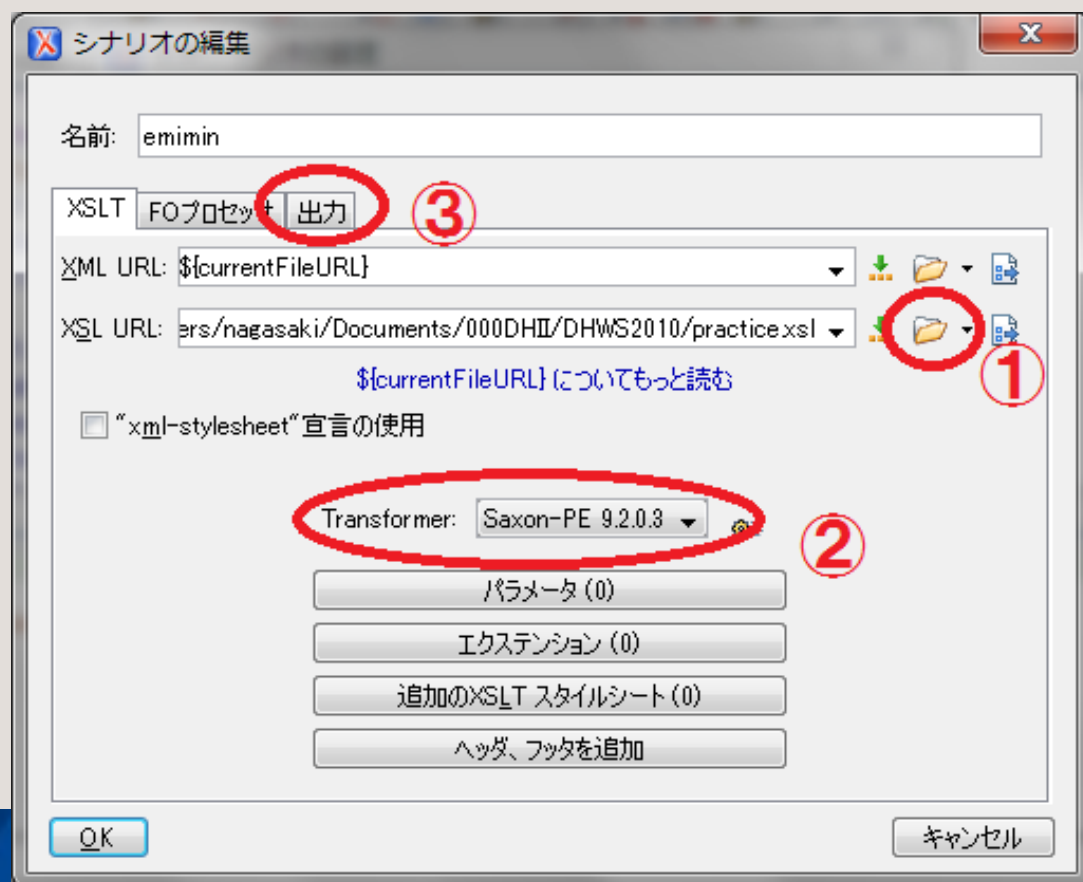 シナリオの編集
名前: emimin
XSLT FOプロセッサ 出力 ③
XML URL: ${currentFileURL}
XSL URL: ers/nagasaki/Documents/000DHII/DHWS2010/practice.xsl
①
${currentFileURL} についてもっと読む
"xml-stylesheet"宣言の使用
Transformer: Saxon-PE 9.2.0.3
②
パラメータ (0)
エクステンション (0)
追加のXSLT スタイルシート (0)
ヘッダ、フッタを追加
OK キャンセル